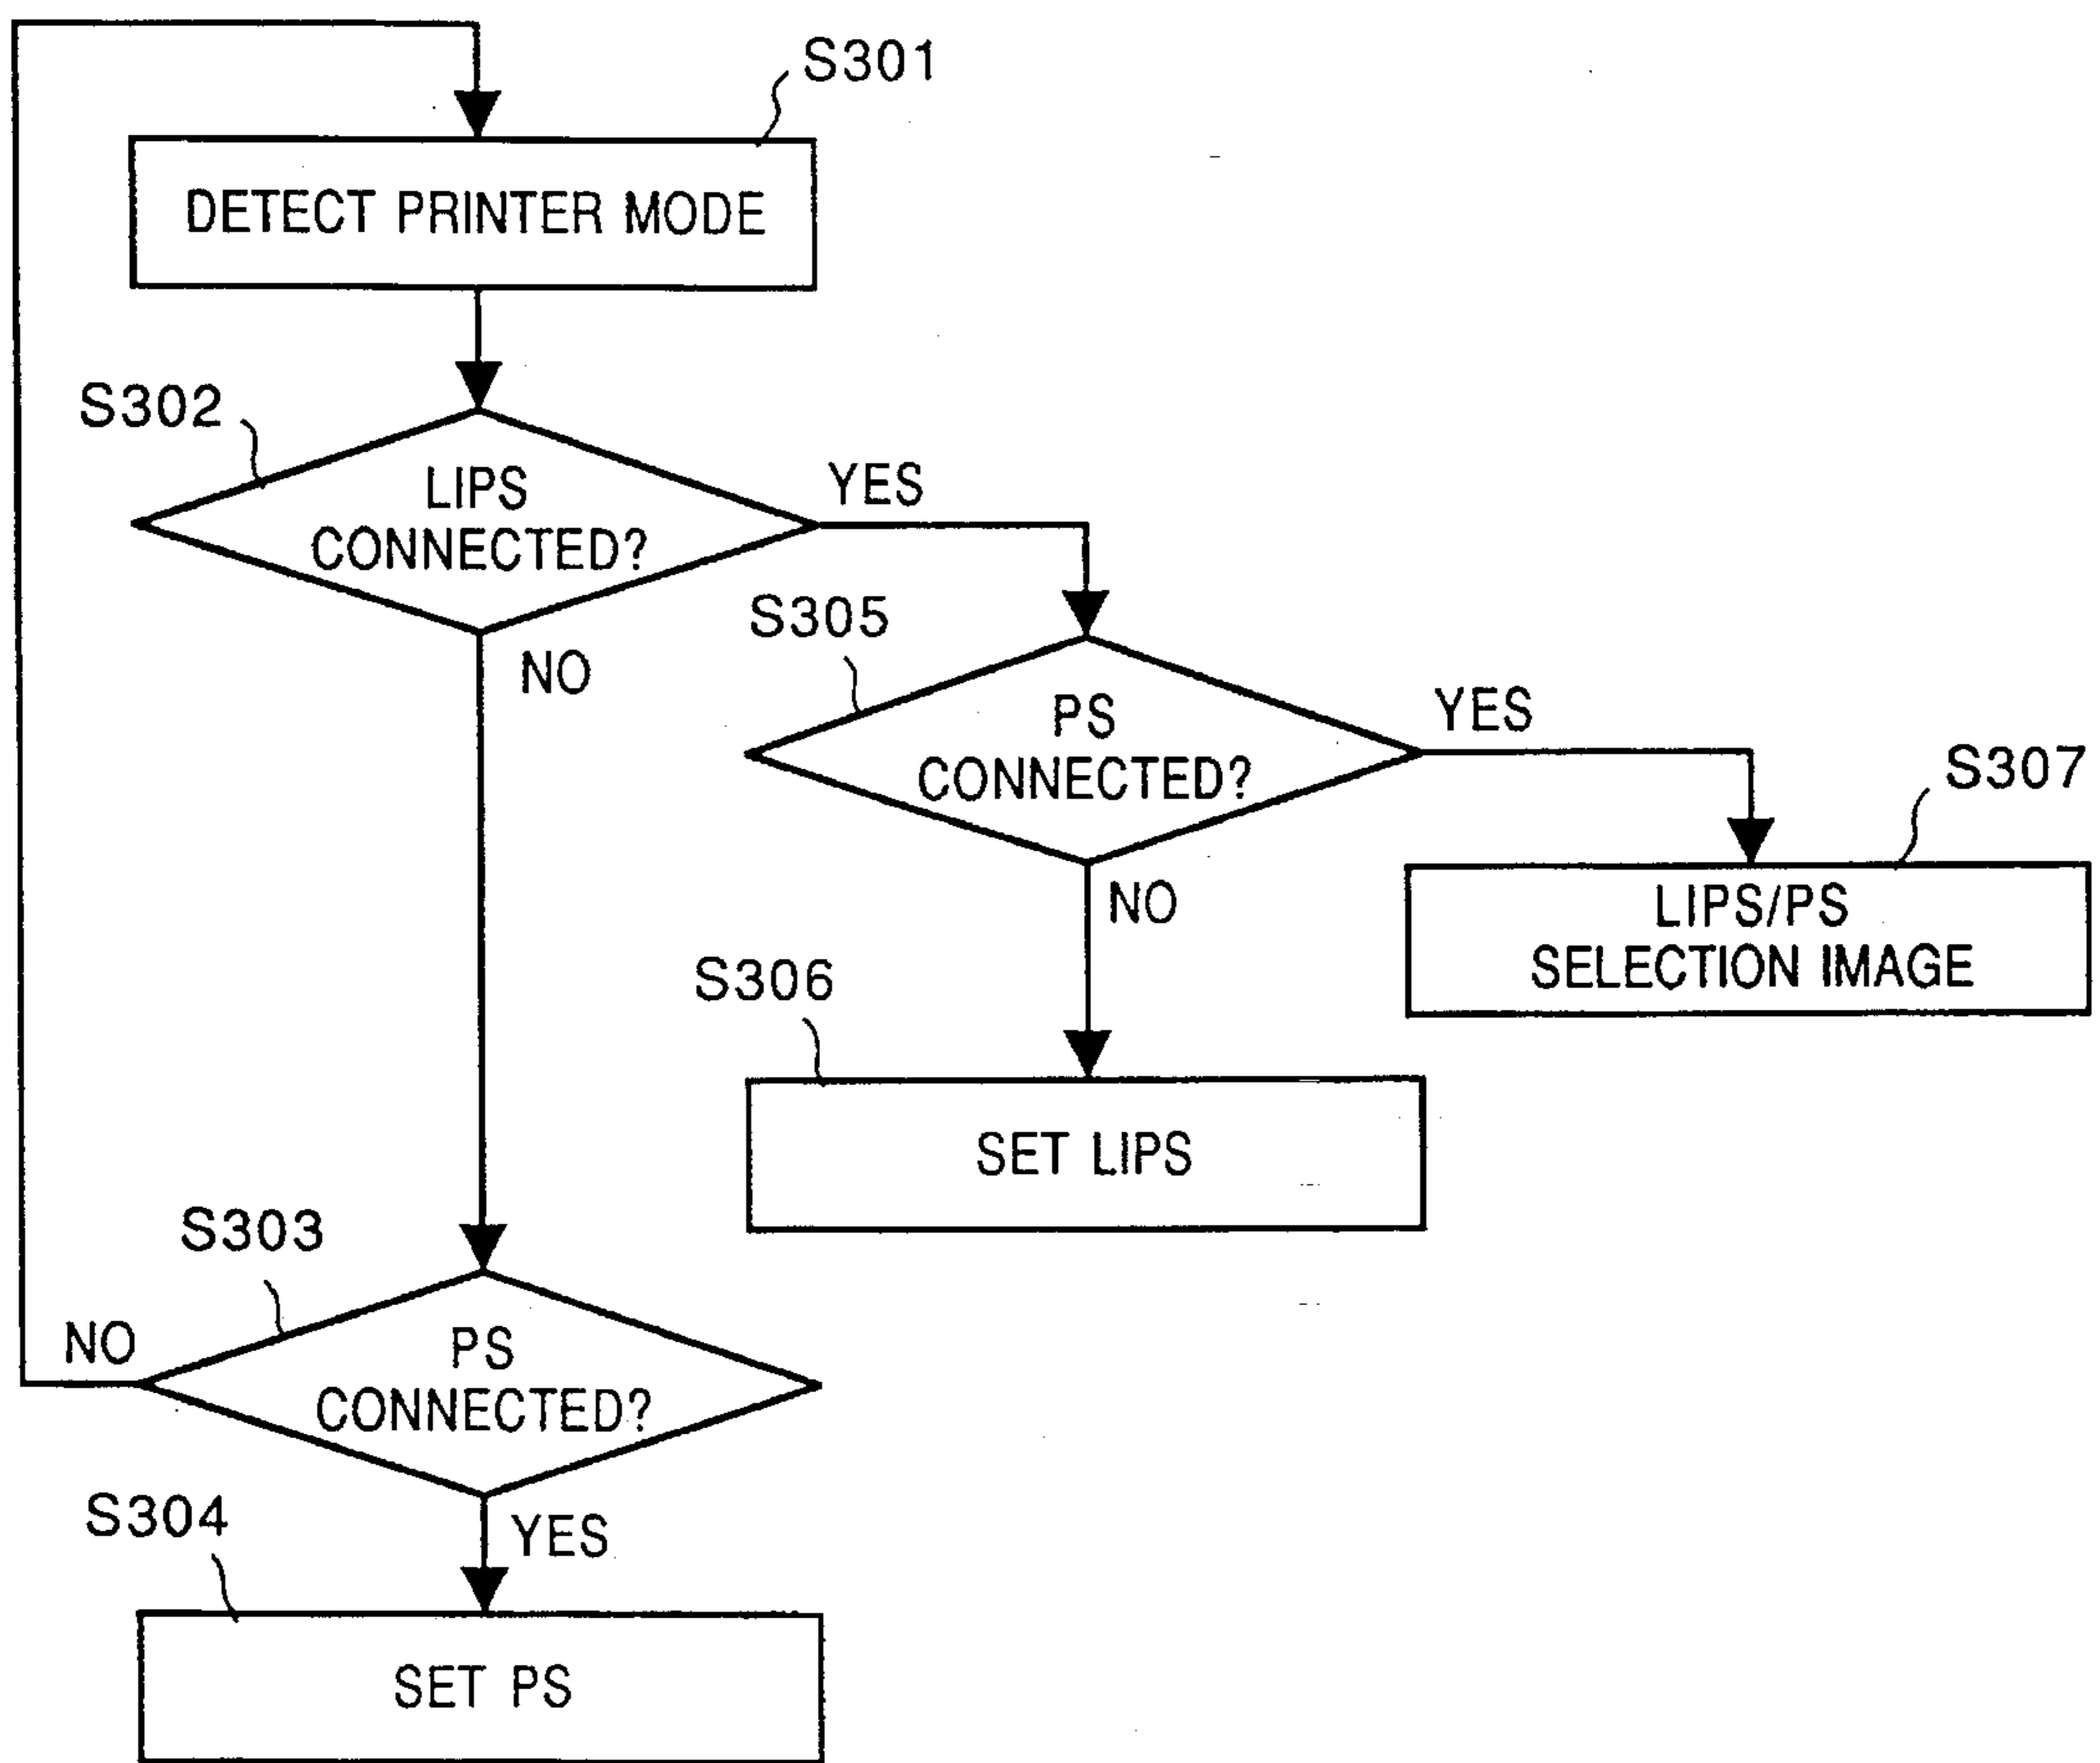 S301
DETECT PRINTER MODE
S302
LIPS
CONNECTED?
YES
NO
S305
PS
CONNECTED?
YES
S307
NO
LIPS/PS
SELECTION IMAGE
S306
SET LIPS
S303
NO
PS
CONNECTED?
S304
YES
SET PS